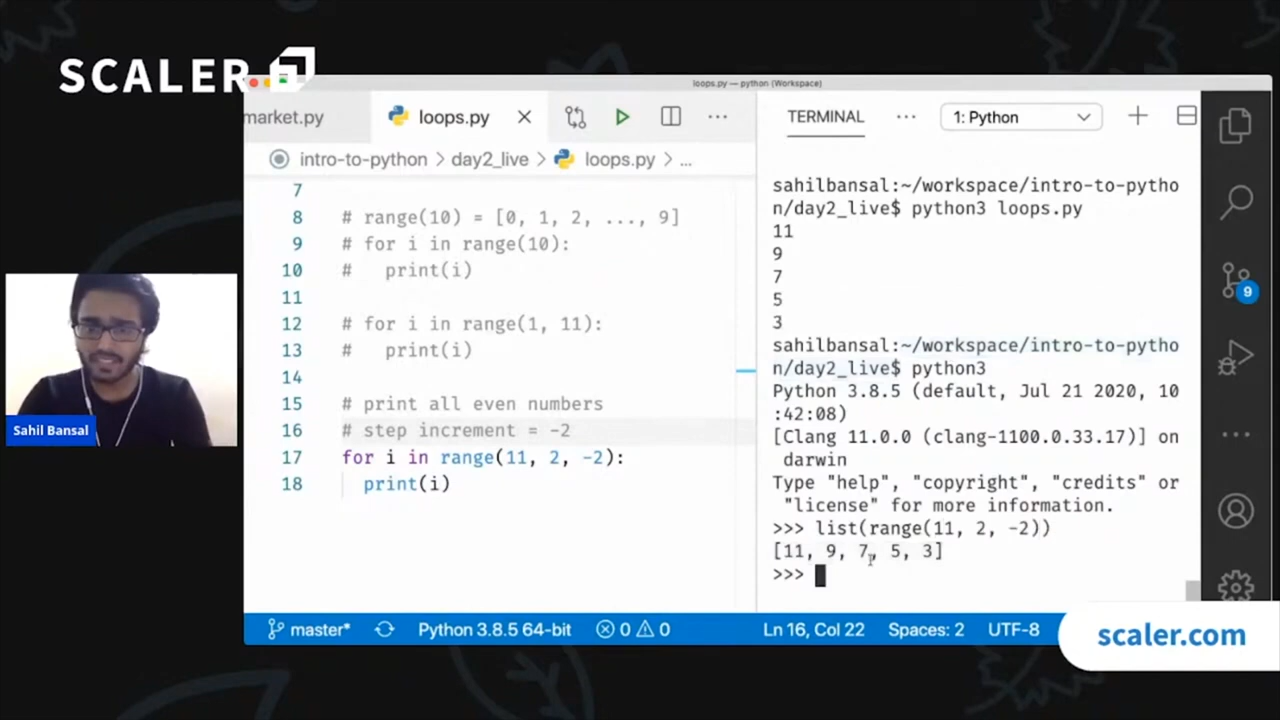 SCALER
loops.py — python (Workspace)
market.py
loops.py
intro-to-python > day2_live > loops.py > ...
7
8 # range(10) = [0, 1, 2, ..., 9]
9 # for i in range(10):
10 #   print(i)
11
12 # for i in range(1, 11):
13 #   print(i)
14
15 # print all even numbers
16 # step increment = -2
17 for i in range(11, 2, -2):
18   print(i)
TERMINAL
1: Python
sahilbansal:~/workspace/intro-to-pytho
n/day2_live$ python3 loops.py
11
9
7
5
3
sahilbansal:~/workspace/intro-to-pytho
n/day2_live$ python3
Python 3.8.5 (default, Jul 21 2020, 10
:42:08)
[Clang 11.0.0 (clang-1100.0.33.17)] on
darwin
Type "help", "copyright", "credits" or
"license" for more information.
>>> list(range(11, 2, -2))
[11, 9, 7, 5, 3]
>>>
9
Sahil Bansal
master*
Python 3.8.5 64-bit
0
0
Ln 16, Col 22
Spaces: 2
UTF-8
scaler.com